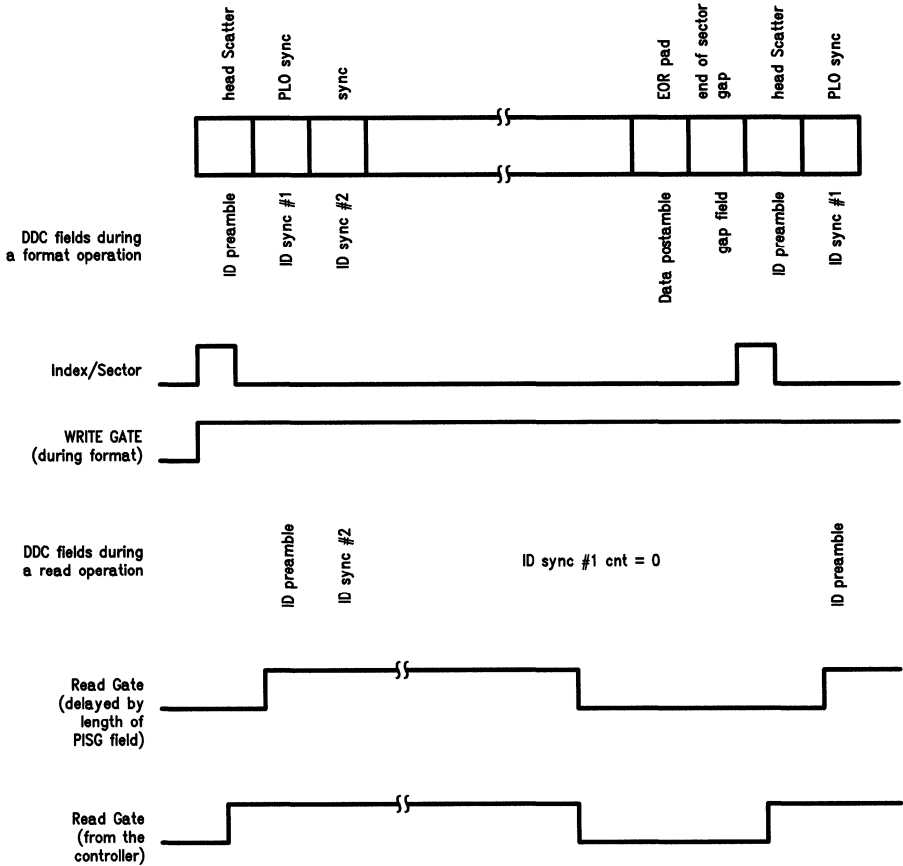 head Scatter
PLO sync
sync
EOR pad
end of sector
gap
head Scatter
PLO sync
DDC fields during
a format operation
ID preamble
ID sync #1
ID sync #2
Data postamble
gap field
ID preamble
ID sync #1
Index/Sector
WRITE GATE
(during format)
DDC fields during
a read operation
ID preamble
ID sync #2
ID sync #1 cnt = 0
ID preamble
Read Gate
(delayed by
length of
PISG field)
Read Gate
(from the
controller)